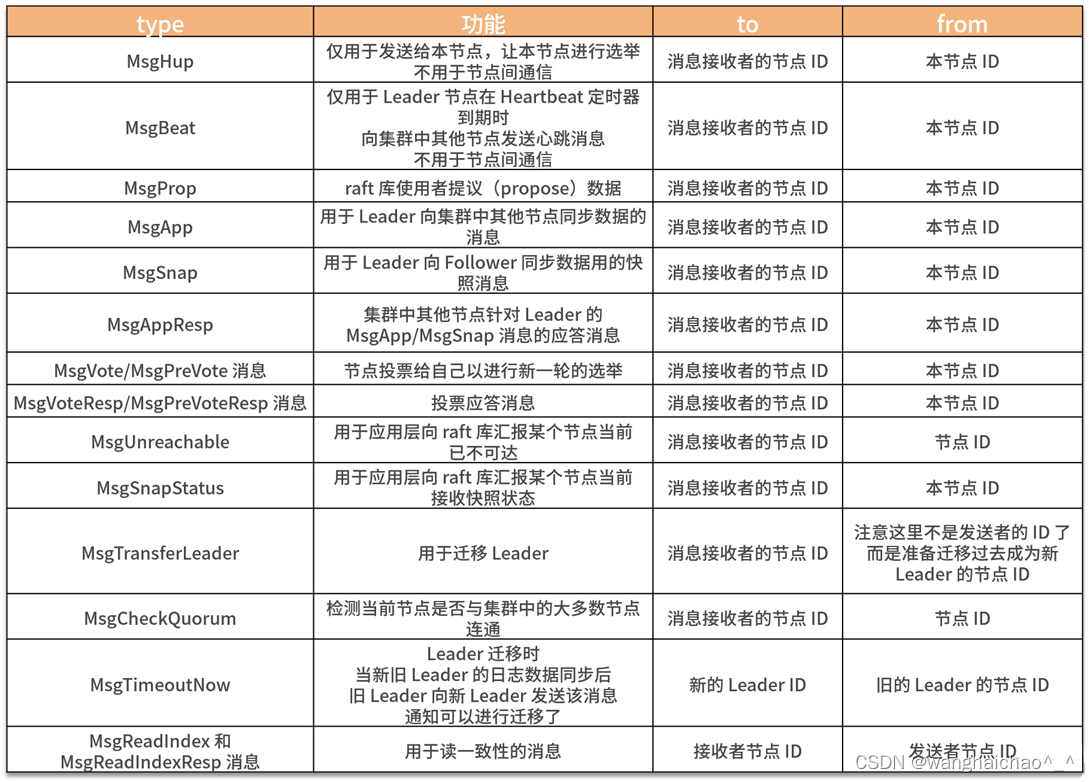 type 功能 to from
MsgHup 仅用于发送给本节点，让本节点进行选举 消息接收者的节点 ID 本节点 ID
不用于节点间通信
仅用于 Leader 节点在 Heartbeat 定时器
到期时
MsgBeat 向集群中其他节点发送心跳消息 消息接收者的节点 ID 本节点 ID
不用于节点间通信
MsgProp raft 库使用者提议（propose）数据 消息接收者的节点 ID 本节点 ID
MsgApp 用于 Leader 向集群中其他节点同步数据的 消息接收者的节点 ID 本节点 ID
消息
MsgSnap 用于 Leader 向 Follower 同步数据用的快 消息接收者的节点 ID 本节点 ID
照消息
MsgAppResp 集群中其他节点针对 Leader 的 消息接收者的节点 ID 本节点 ID
MsgApp/MsgSnap 消息的应答消息
MsgVote/MsgPreVote 消息 节点投票给自己以进行新一轮的选举 消息接收者的节点 ID 本节点 ID
MsgVoteResp/MsgPreVoteResp 消息 投票应答消息 消息接收者的节点 ID 本节点 ID
MsgUnreachable 用于应用层向 raft 库汇报某个节点当前 消息接收者的节点 ID 节点 ID
已不可达
MsgSnapStatus 用于应用层向 raft 库汇报某个节点当前 消息接收者的节点 ID 本节点 ID
接收快照状态
注意这里不是发送者的 ID 了
MsgTransferLeader 用于迁移 Leader 消息接收者的节点 ID 而是准备迁移过去成为新
Leader 的节点 ID
MsgCheckQuorum 检测当前节点是否与集群中的大多数节点 消息接收者的节点 ID 节点 ID
连通
Leader 迁移时
当新旧 Leader 的日志数据同步后
MsgTimeoutNow 旧 Leader 向新 Leader 发送该消息 新的 Leader ID 旧的 Leader 的节点 ID
通知可以进行迁移了
MsgReadIndex 和 用于读一致性的消息 接收者节点 ID 发送者节点 ID
MsgReadIndexResp 消息
CSDN @wanghaichao^_^